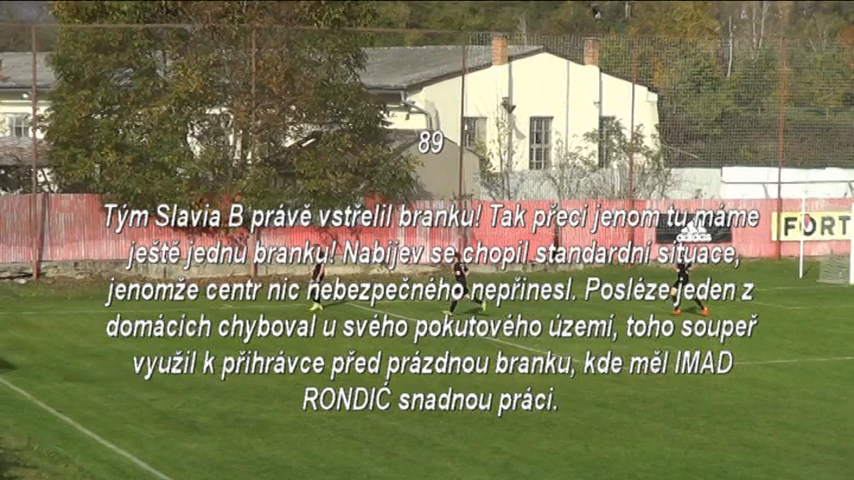 89
Tým Slavia B právě vstřelil branku! Tak přeci jenom tu máme
ještě jednu branku! Nabijev se chopil standardní situace,
jenomže centr nic nebezpečného nepřinesl. Posléze jeden z
domácích chyboval u svého pokutového území, toho soupeř
využil k přihrávce před prázdnou branku, kde měl IMAD
RONDIĆ snadnou práci.
adidas
FORT